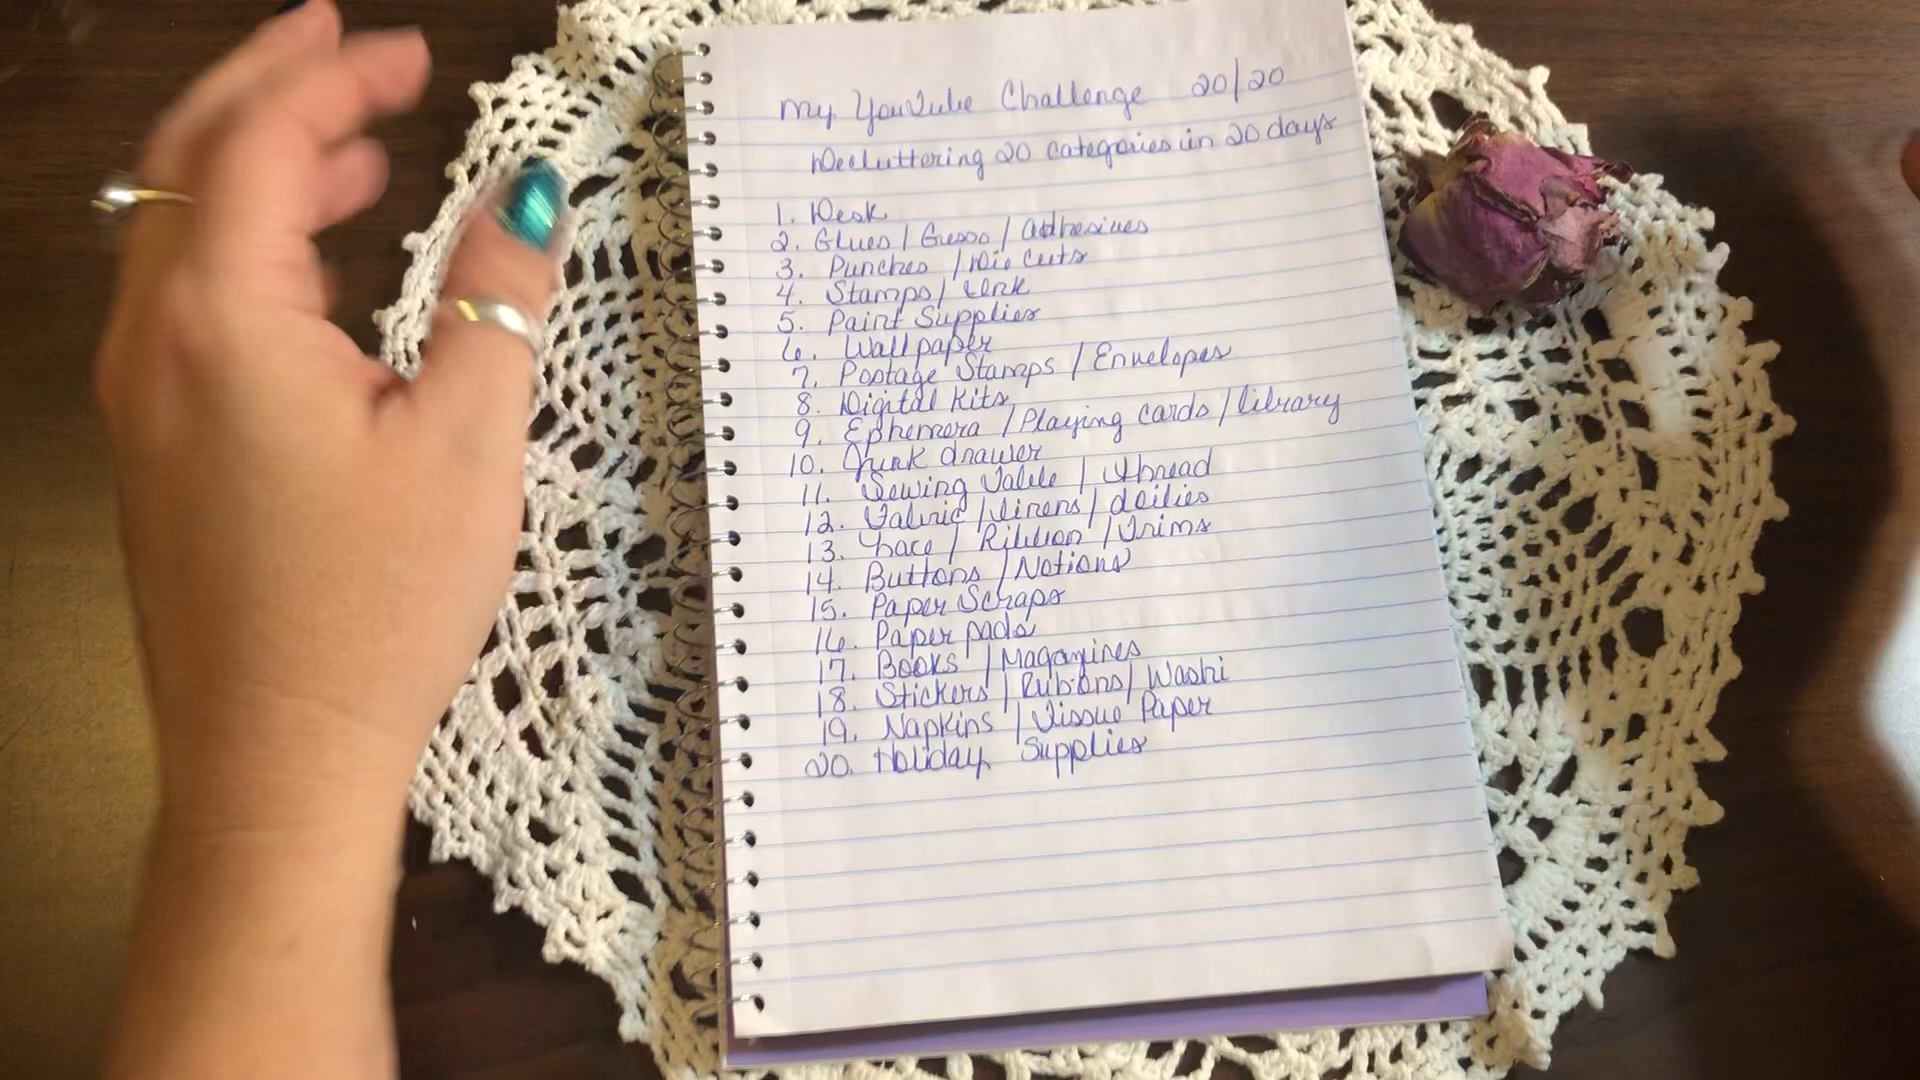 My YouTube Challenge 20/20
Decluttering 20 categories in 20 days
1. Desk
2. Glues / Gesso / Adhesives
3. Punches / Die Cuts
4. Stamps / Ink
5. Paint Supplies
6. Wallpaper
7. Postage Stamps / Envelopes
8. Digital Kits
9. Ephemera / Playing cards / library
10. Junk drawer
11. Sewing Table / Thread
12. Fabric / Linens / doilies
13. Lace / Ribbon / Trims
14. Buttons / Notions
15. Paper Scraps
16. Paper pads
17. Books / Magazines
18. Stickers / Rubons / Washi
19. Napkins / Tissue Paper
20. Holiday Supplies